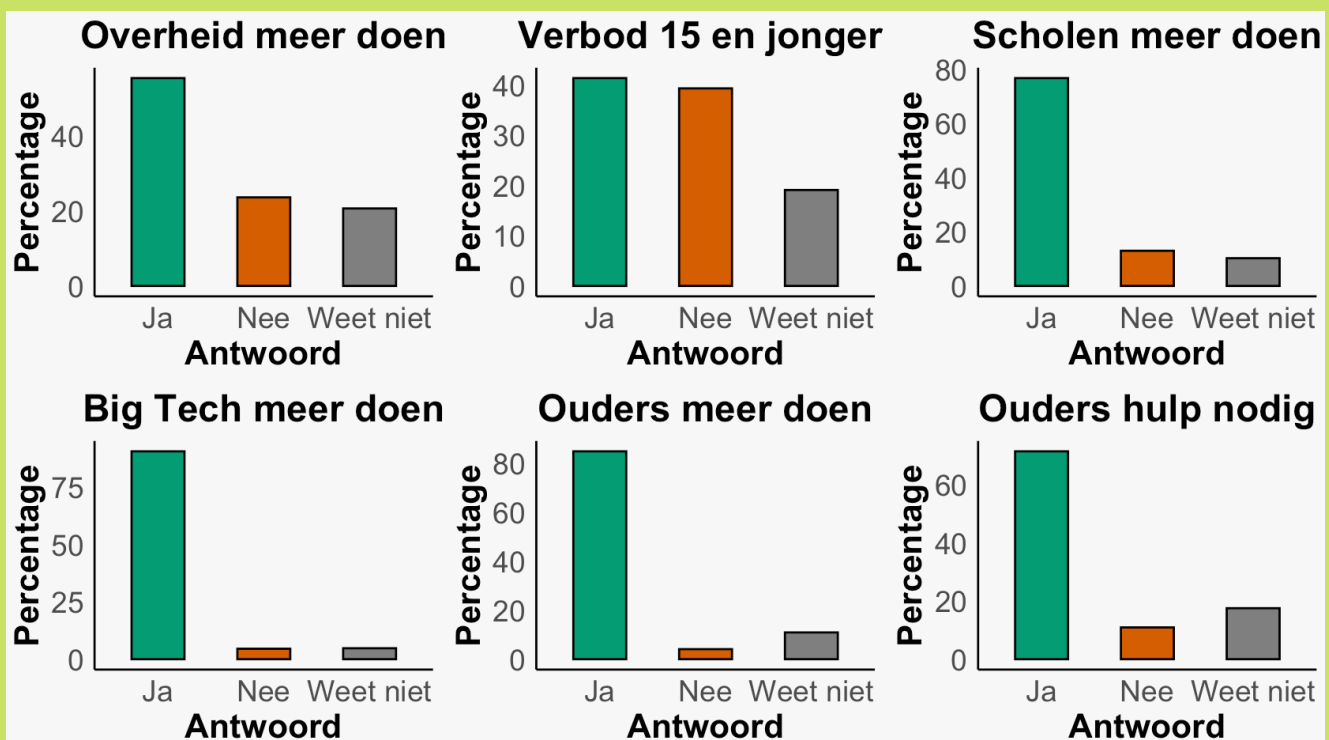 Overheid meer doen
Percentage
40
20
0
Ja Nee Weet niet
Antwoord
Verbod 15 en jonger
Percentage
40
30
20
10
0
Ja Nee Weet niet
Antwoord
Scholen meer doen
Percentage
80
60
40
20
0
Ja Nee Weet niet
Antwoord
Big Tech meer doen
Percentage
75
50
25
0
Ja Nee Weet niet
Antwoord
Ouders meer doen
Percentage
80
60
40
20
0
Ja Nee Weet niet
Antwoord
Ouders hulp nodig
Percentage
60
40
20
0
Ja Nee Weet niet
Antwoord